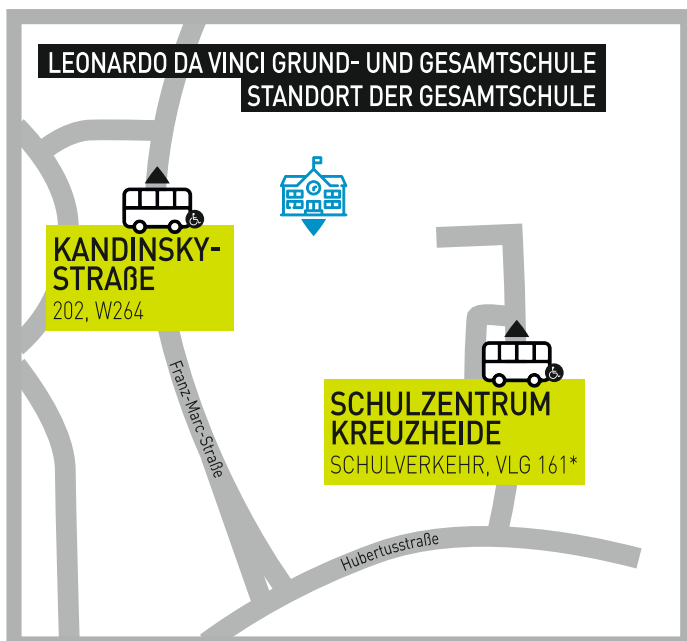 LEONARDO DA VINCI GRUND- UND GESAMTSCHULE
STANDORT DER GESAMTSCHULE
KANDINSKY-
STRAßE
202, W264
Franz-Marc-Straße
SCHULZENTRUM
KREUZHEIDE
SCHULVERKEHR, VLG 161*
Hubertusstraße